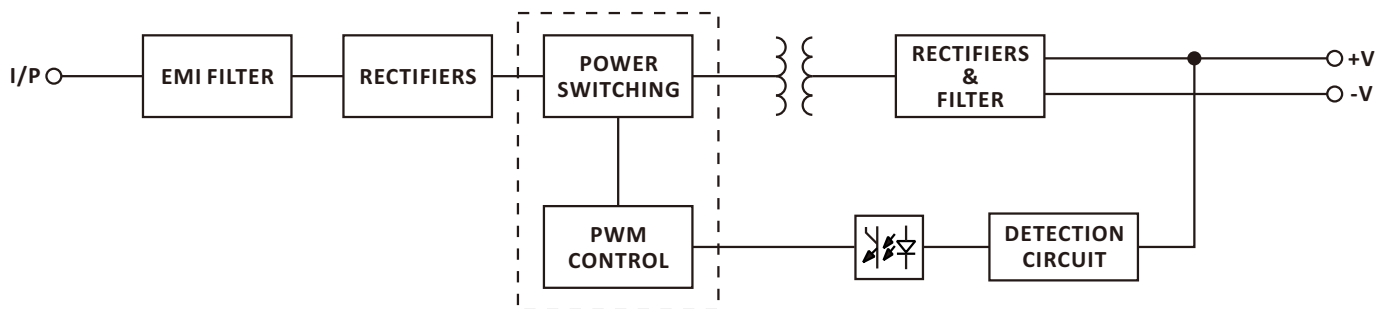 I/P
EMI FILTER
RECTIFIERS
POWER
SWITCHING
RECTIFIERS
&
FILTER
+V
-V
PWM
CONTROL
DETECTION
CIRCUIT